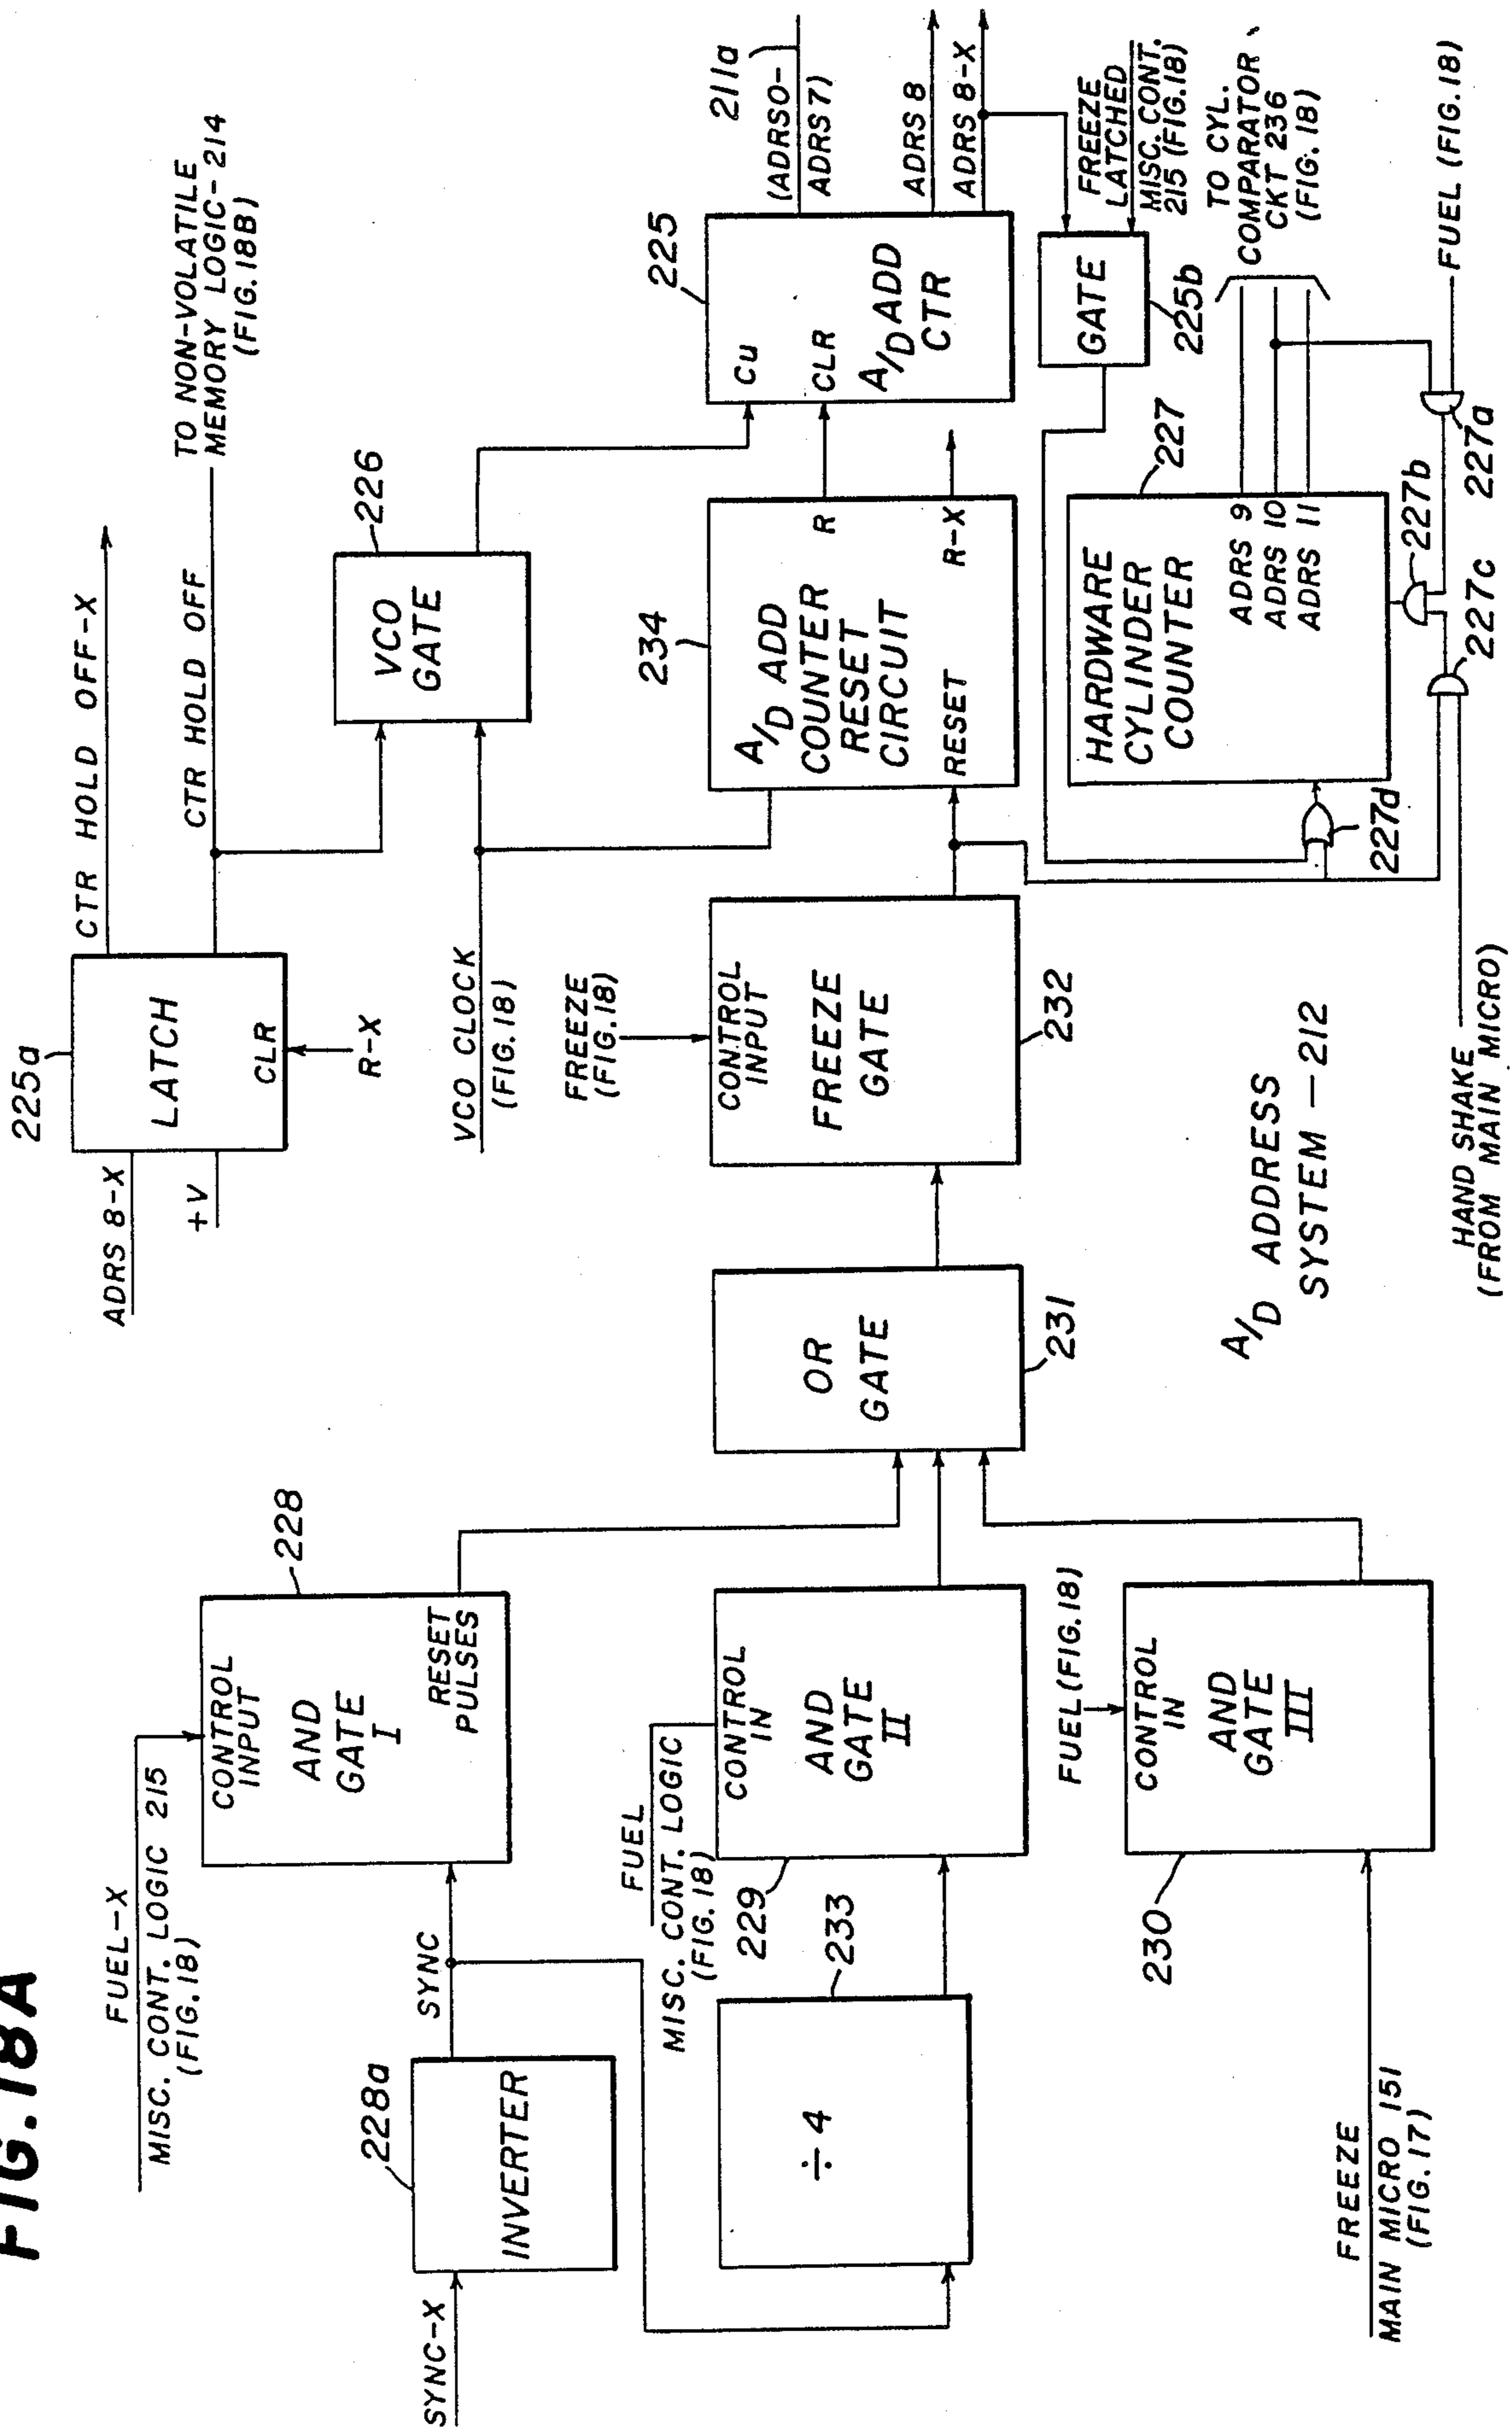 FIG. 18A
FUEL-X
MISC. CONT. LOGIC 215
(FIG. 18)
SYNC-X
228a
INVERTER
SYNC
228
CONTROL
INPUT
AND
GATE
I
RESET
PULSES
÷4
233
FUEL
MISC. CONT. LOGIC
(FIG. 18)
229
CONTROL
IN
AND
GATE
II
FREEZE
MAIN MICRO 151
(FIG. 17)
230
FUEL (FIG. 18)
CONTROL
IN
AND
GATE
III
OR
GATE
231
FREEZE
(FIG. 18)
CONTROL
INPUT
FREEZE
GATE
232
225a
ADRS 8-X
+V
LATCH
CLR
R-X
CTR HOLD OFF-X
CTR HOLD OFF
TO NON-VOLATILE
MEMORY LOGIC-214
(FIG. 18B)
VCO CLOCK
(FIG. 18)
VCO
GATE
226
234
A/D ADD
COUNTER
RESET
CIRCUIT
RESET
R
R-X
225
Cu
CLR
A/D ADD
CTR
211a
(ADRS0-
ADRS7)
ADRS 8
ADRS 8-X
GATE
225b
FREEZE
LATCHED
MISC. CONT.
215 (FIG. 18)
TO CYL.
COMPARATOR
CKT 236
(FIG. 18)
HARDWARE
CYLINDER
COUNTER
227
ADRS 9
ADRS 10
ADRS 11
227d
227c
227b
227a
FUEL (FIG. 18)
HAND SHAKE
(FROM MAIN MICRO)
A/D ADDRESS
SYSTEM-212